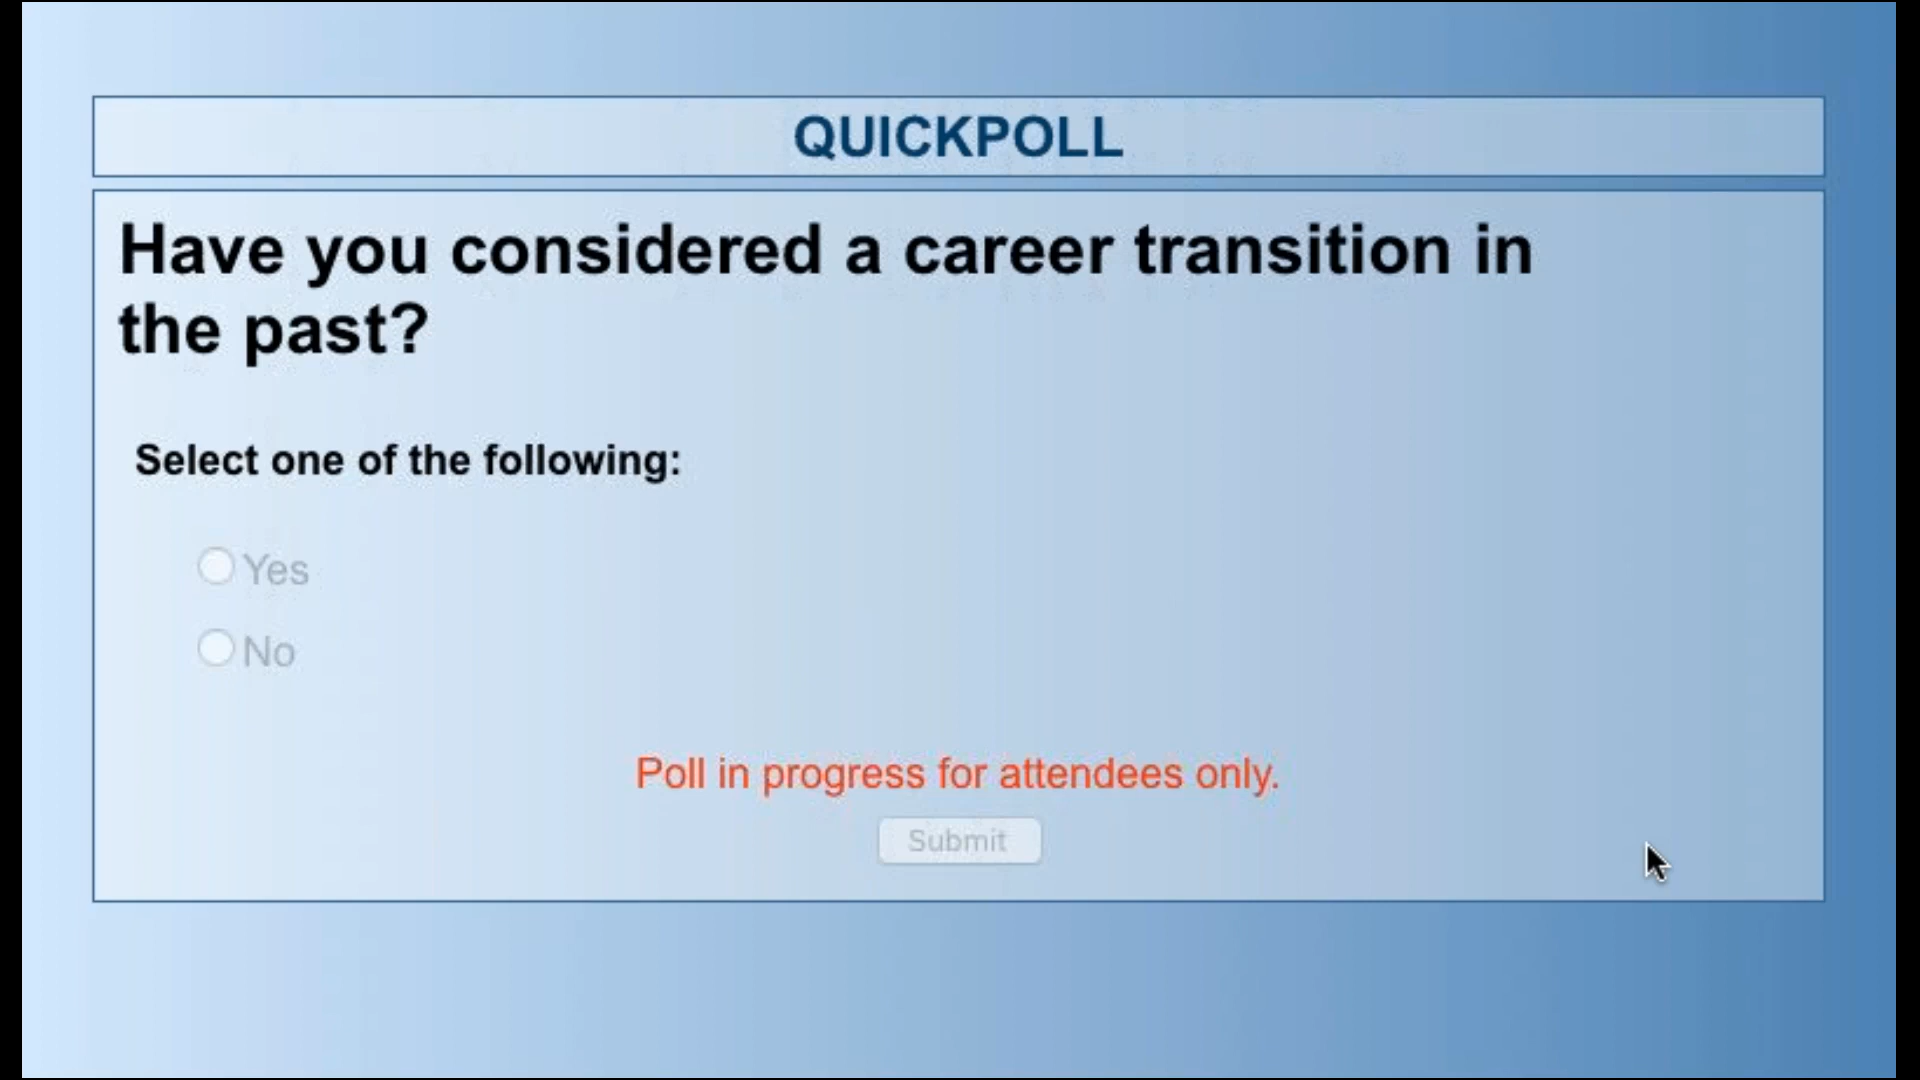 QUICKPOLL
Have you considered a career transition in
the past?
Select one of the following:
Yes
No
Poll in progress for attendees only.
Submit